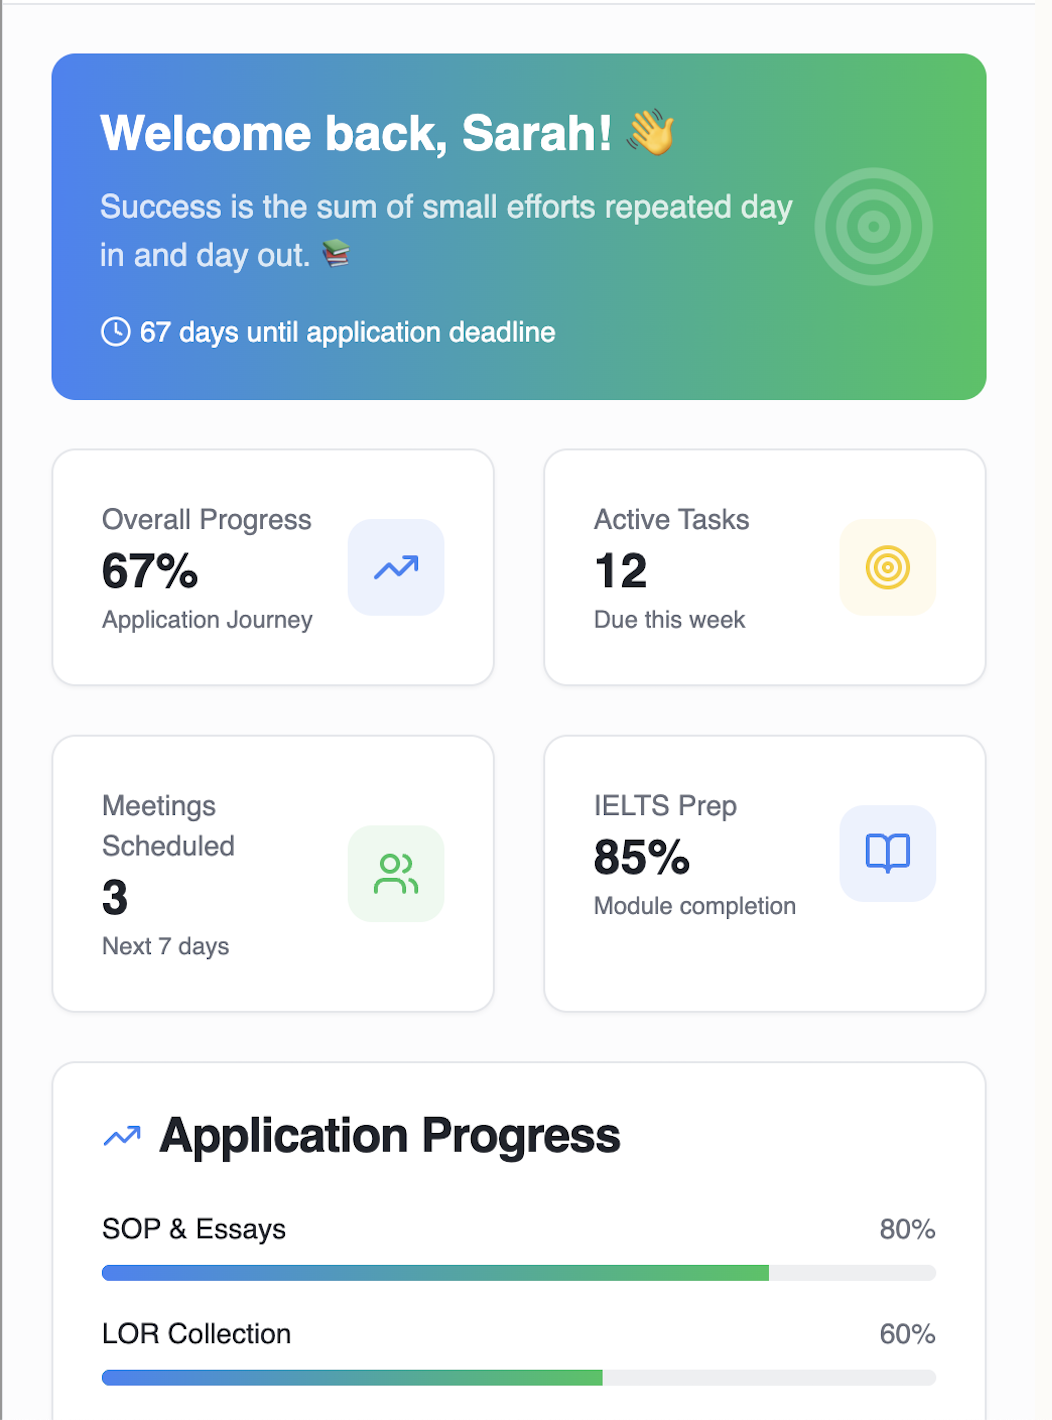 Welcome back, Sarah! 👋
Success is the sum of small efforts repeated day
in and day out. 📚
67 days until application deadline
Overall Progress
67%
Application Journey
Active Tasks
12
Due this week
Meetings
Scheduled
3
Next 7 days
IELTS Prep
85%
Module completion
Application Progress
SOP & Essays
80%
LOR Collection
60%